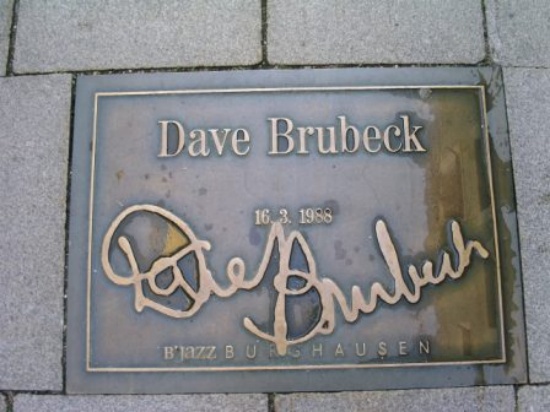 Dave Brubeck
16. 3. 1988
Dave Brubeck
B'jazz BURGHAUSEN